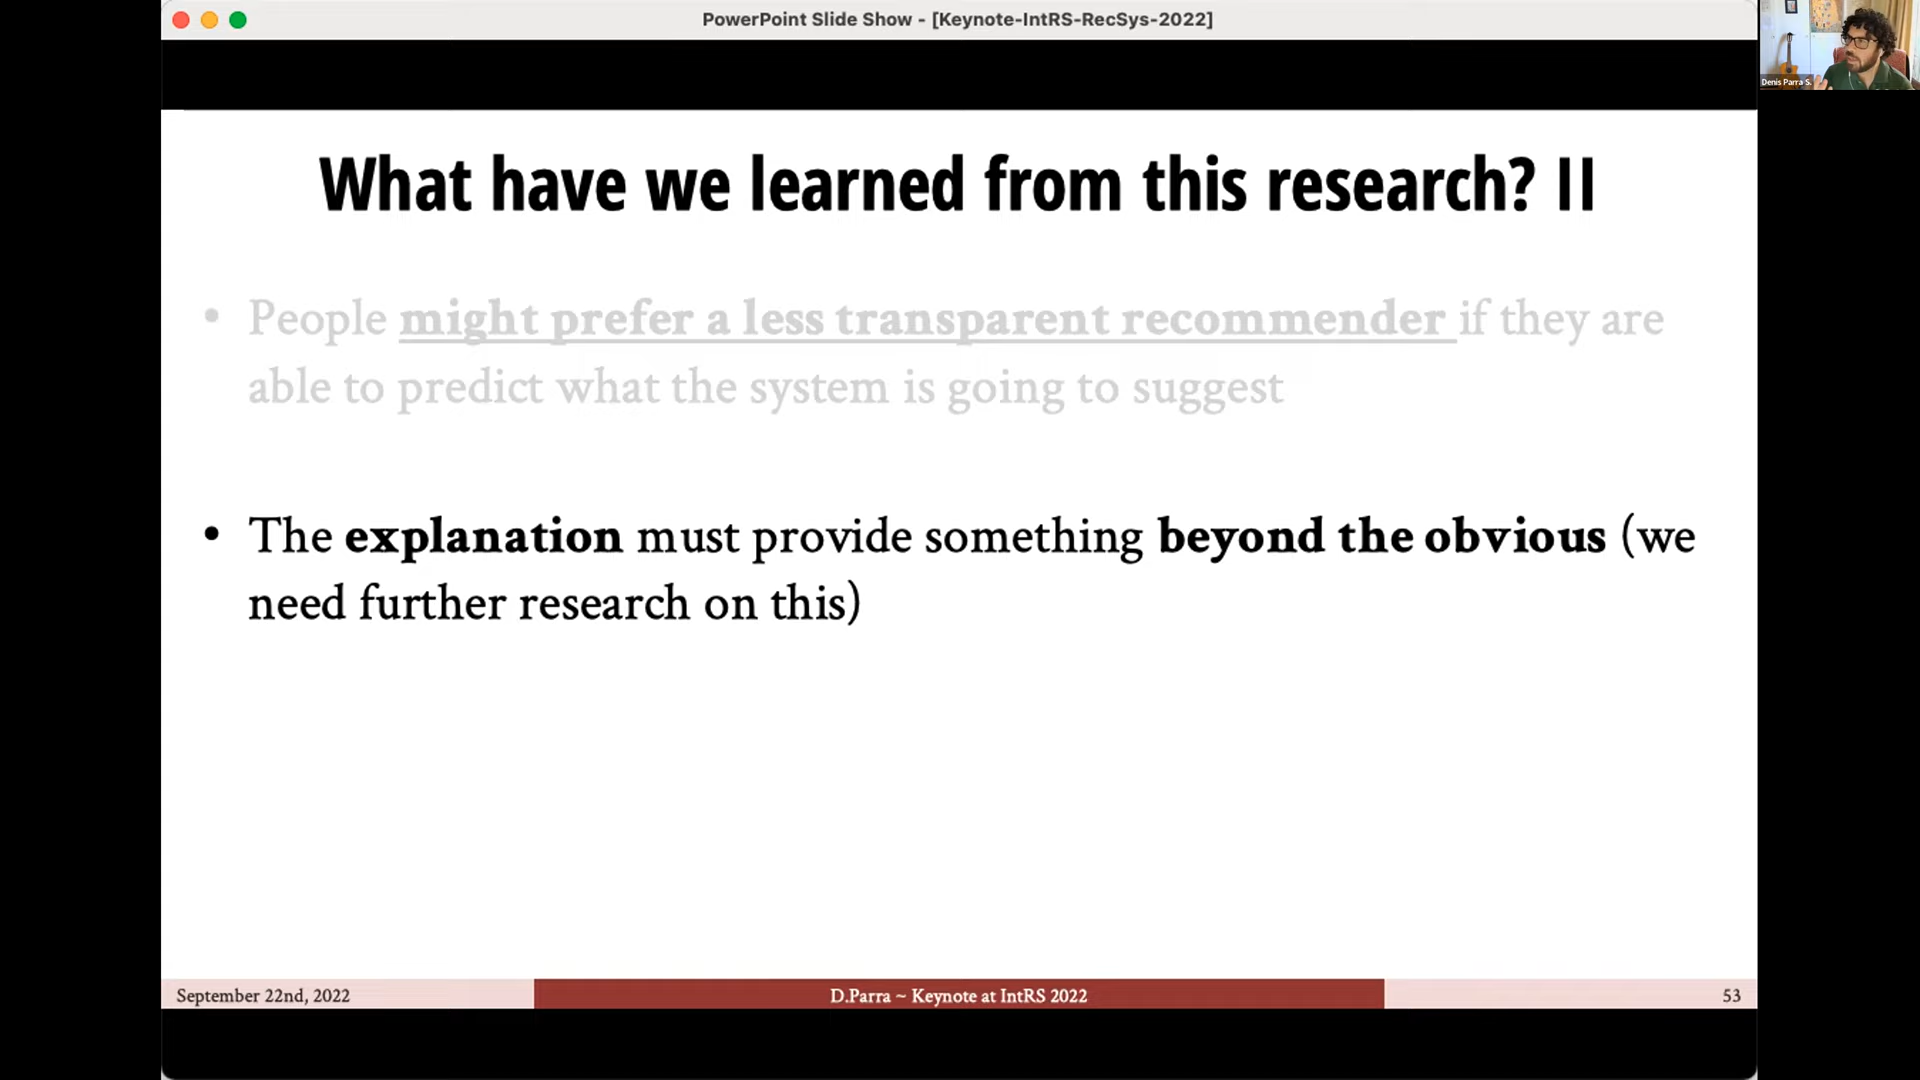 PowerPoint Slide Show - [Keynote-IntRS-RecSys-2022]
Denis Parra S.
What have we learned from this research? II
• People might prefer a less transparent recommender if they are
able to predict what the system is going to suggest
• The explanation must provide something beyond the obvious (we
need further research on this)
September 22nd, 2022
D.Parra ~ Keynote at IntRS 2022
53